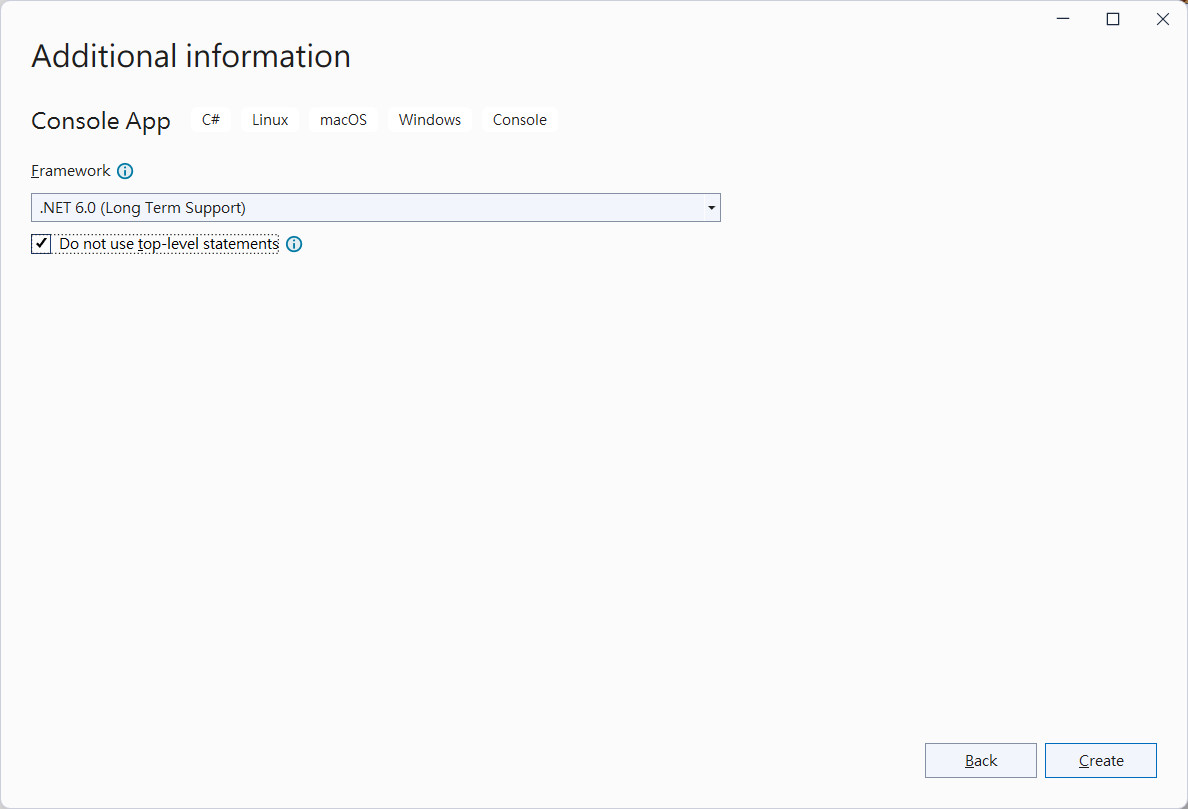 Additional information
Console App C# Linux macOS Windows Console
Framework
.NET 6.0 (Long Term Support)
Do not use top-level statements
Back Create